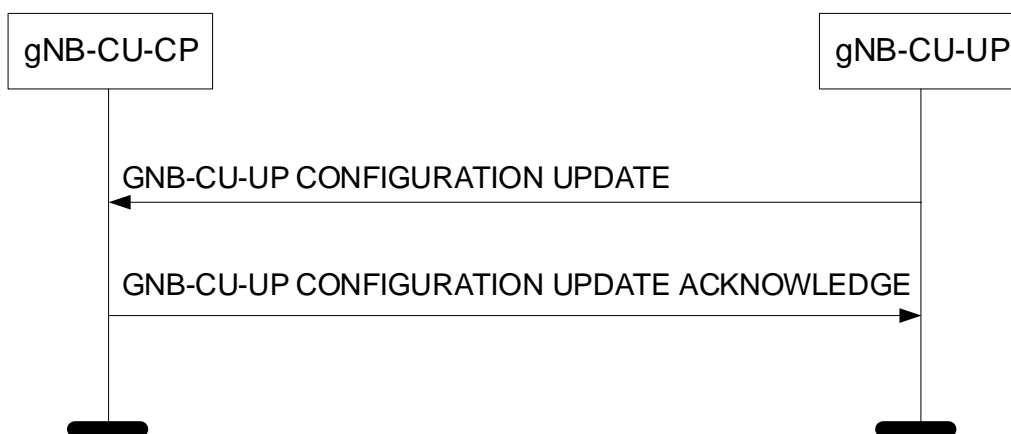 gNB-CU-CP
gNB-CU-UP
GNB-CU-UP CONFIGURATION UPDATE
GNB-CU-UP CONFIGURATION UPDATE ACKNOWLEDGE